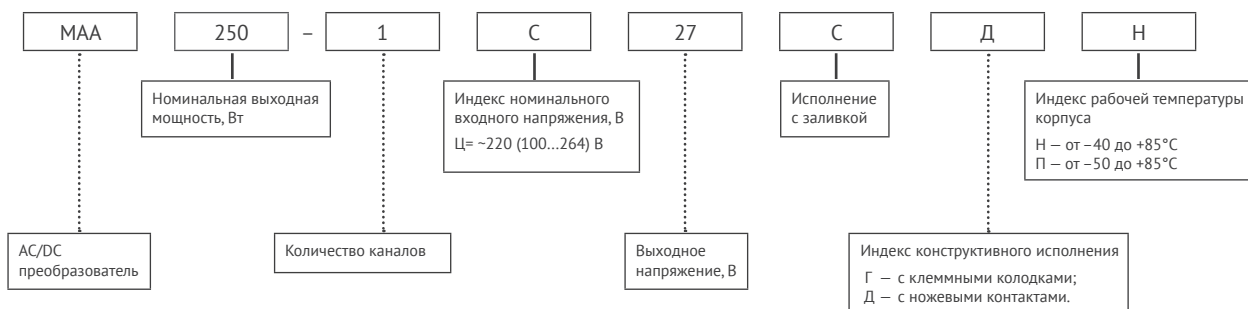 МАА 250 – 1 С 27 С Д Н
Номинальная выходная
мощность, Вт
Индекс номинального
входного напряжения, В
Ц= ~220 (100...264) В
Исполнение
с заливкой
Индекс рабочей температуры
корпуса
Н — от –40 до +85°С
П — от –50 до +85°С
AC/DC
преобразователь
Количество каналов
Выходное
напряжение, В
Индекс конструктивного исполнения
Г — с клеммными колодками;
Д — с ножевыми контактами.